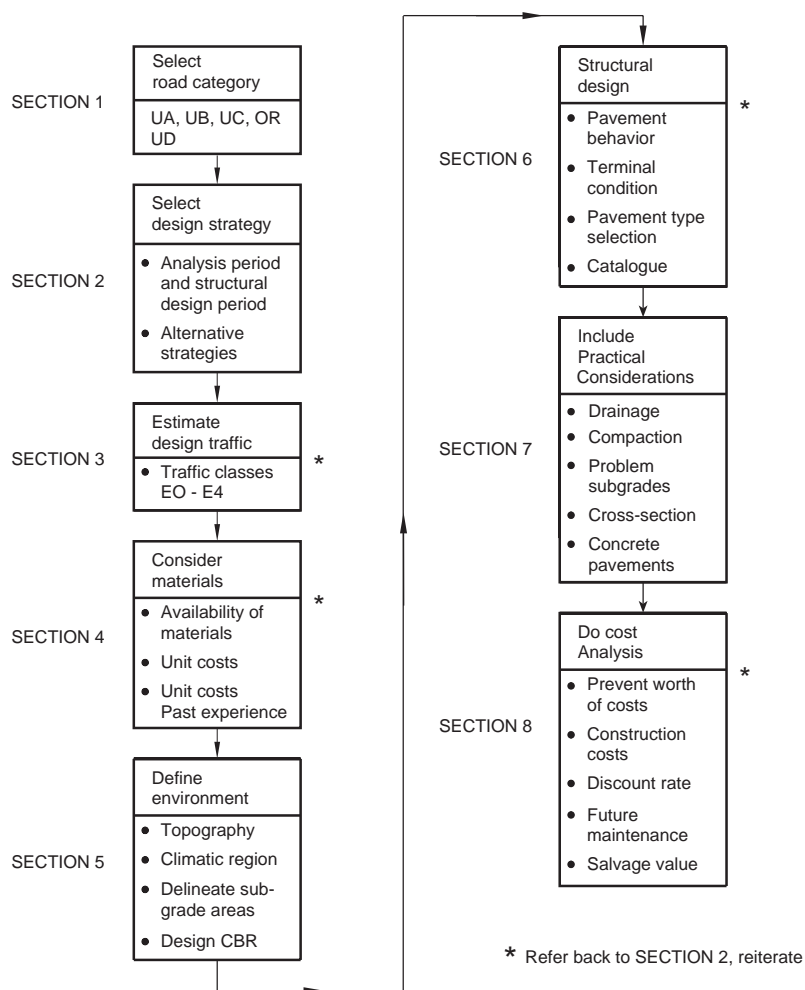 SECTION 1
Select
road category
UA, UB, UC, OR
UD
SECTION 2
Select
design strategy
• Analysis period
and structural
design period
• Alternative
strategies
SECTION 3
Estimate
design traffic
• Traffic classes
EO - E4
*
SECTION 4
Consider
materials
• Availability of
materials
• Unit costs
• Unit costs
Past experience
*
SECTION 5
Define
environment
• Topography
• Climatic region
• Delineate sub-
grade areas
• Design CBR
SECTION 6
Structural
design
• Pavement
behavior
• Terminal
condition
• Pavement type
selection
• Catalogue
*
SECTION 7
Include
Practical
Considerations
• Drainage
• Compaction
• Problem
subgrades
• Cross-section
• Concrete
pavements
SECTION 8
Do cost
Analysis
• Prevent worth
of costs
• Construction
costs
• Discount rate
• Future
maintenance
• Salvage value
*
* Refer back to SECTION 2, reiterate